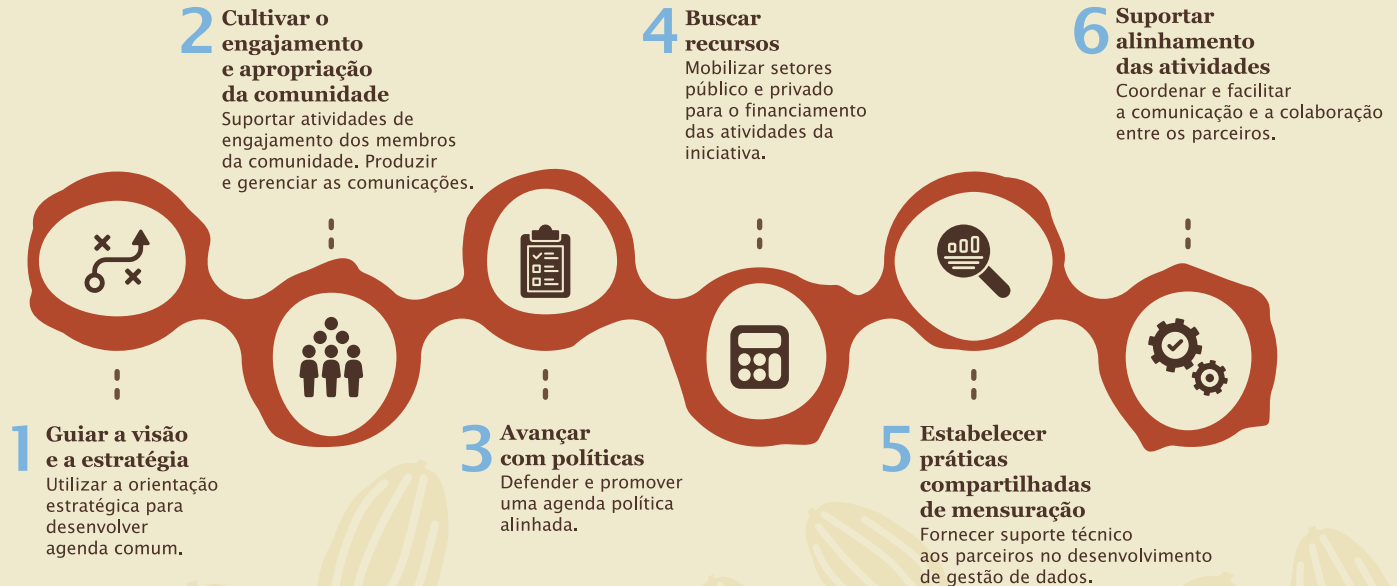 1
Guiar a visão
e a estratégia
Utilizar a orientação
estratégica para
desenvolver
agenda comum.
2
Cultivar o
engajamento
e apropriação
da comunidade
Suportar atividades de
engajamento dos membros
da comunidade. Produzir
e gerenciar as comunicações.
3
Avançar
com políticas
Defender e promover
uma agenda política
alinhada.
4
Buscar
recursos
Mobilizar setores
público e privado
para o financiamento
das atividades da
iniciativa.
5
Estabelecer
práticas
compartilhadas
de mensuração
Fornecer suporte técnico
aos parceiros no desenvolvimento
de gestão de dados.
6
Suportar
alinhamento
das atividades
Coordenar e facilitar
a comunicação e a colaboração
entre os parceiros.